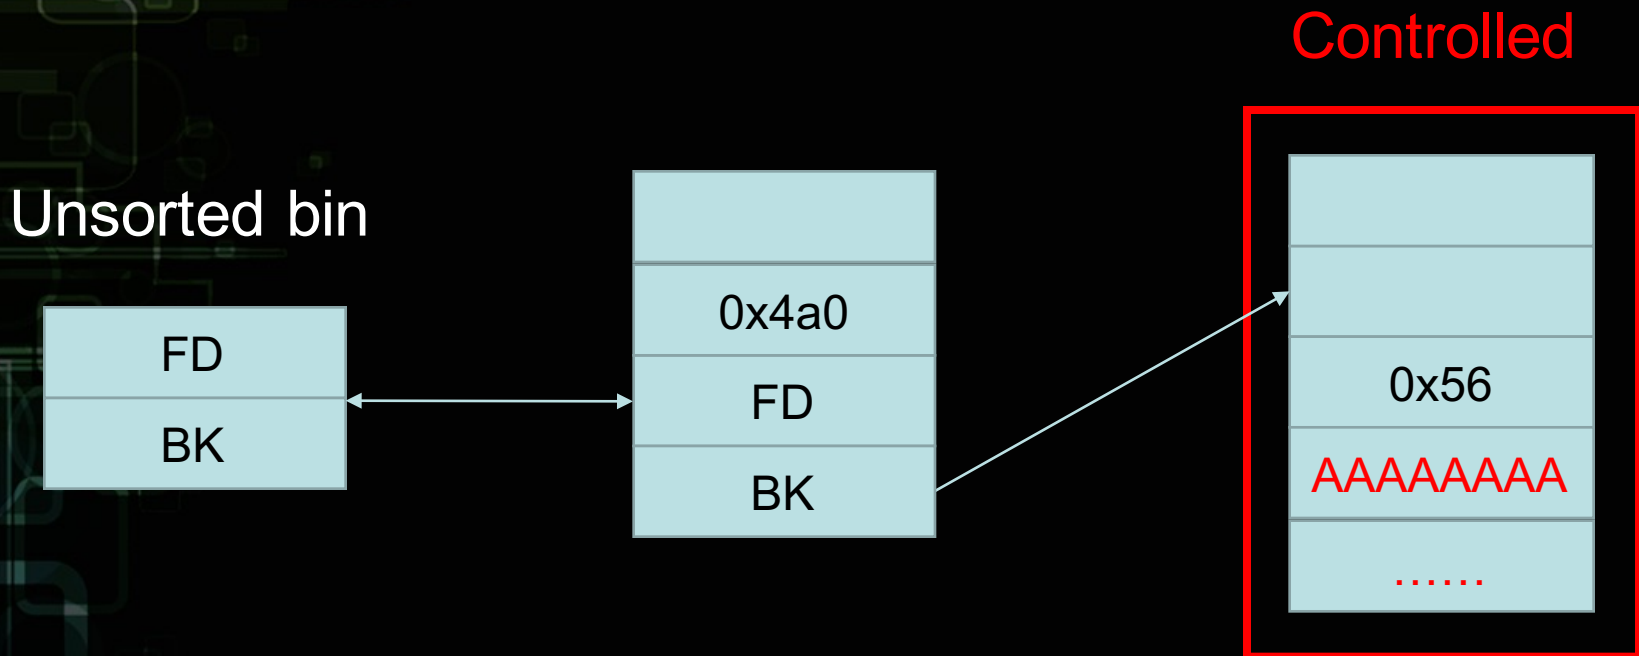 Controlled
Unsorted bin
FD
BK
0x4a0
FD
BK
0x56
AAAAAAAA
......